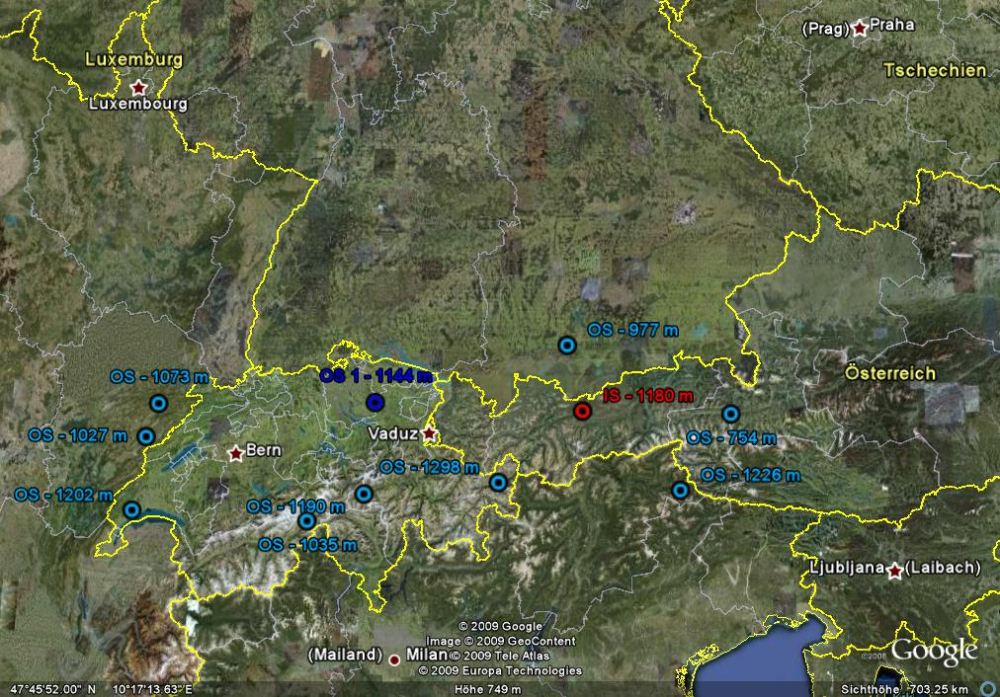 (Prag) Praha
Luxemburg
Tschechien
Luxembourg
OS - 977 m
OS - 1073 m
OS 1 - 1144 m
Österreich
IS - 1180 m
OS - 1027 m
Vaduz
OS - 754 m
Bern
OS - 1298 m
OS - 1226 m
OS - 1202 m
OS - 1190 m
OS - 1035 m
Ljubljana (Laibach)
© 2009 Google
Image © 2009 GeoContent
(Mailand) Milan © 2009 Tele Atlas
© 2009 Europa Technologies
©2008 Google
47°45'52.00" N 10°17'13.63" E Höhe 749 m Sichthöhe 703.25 km